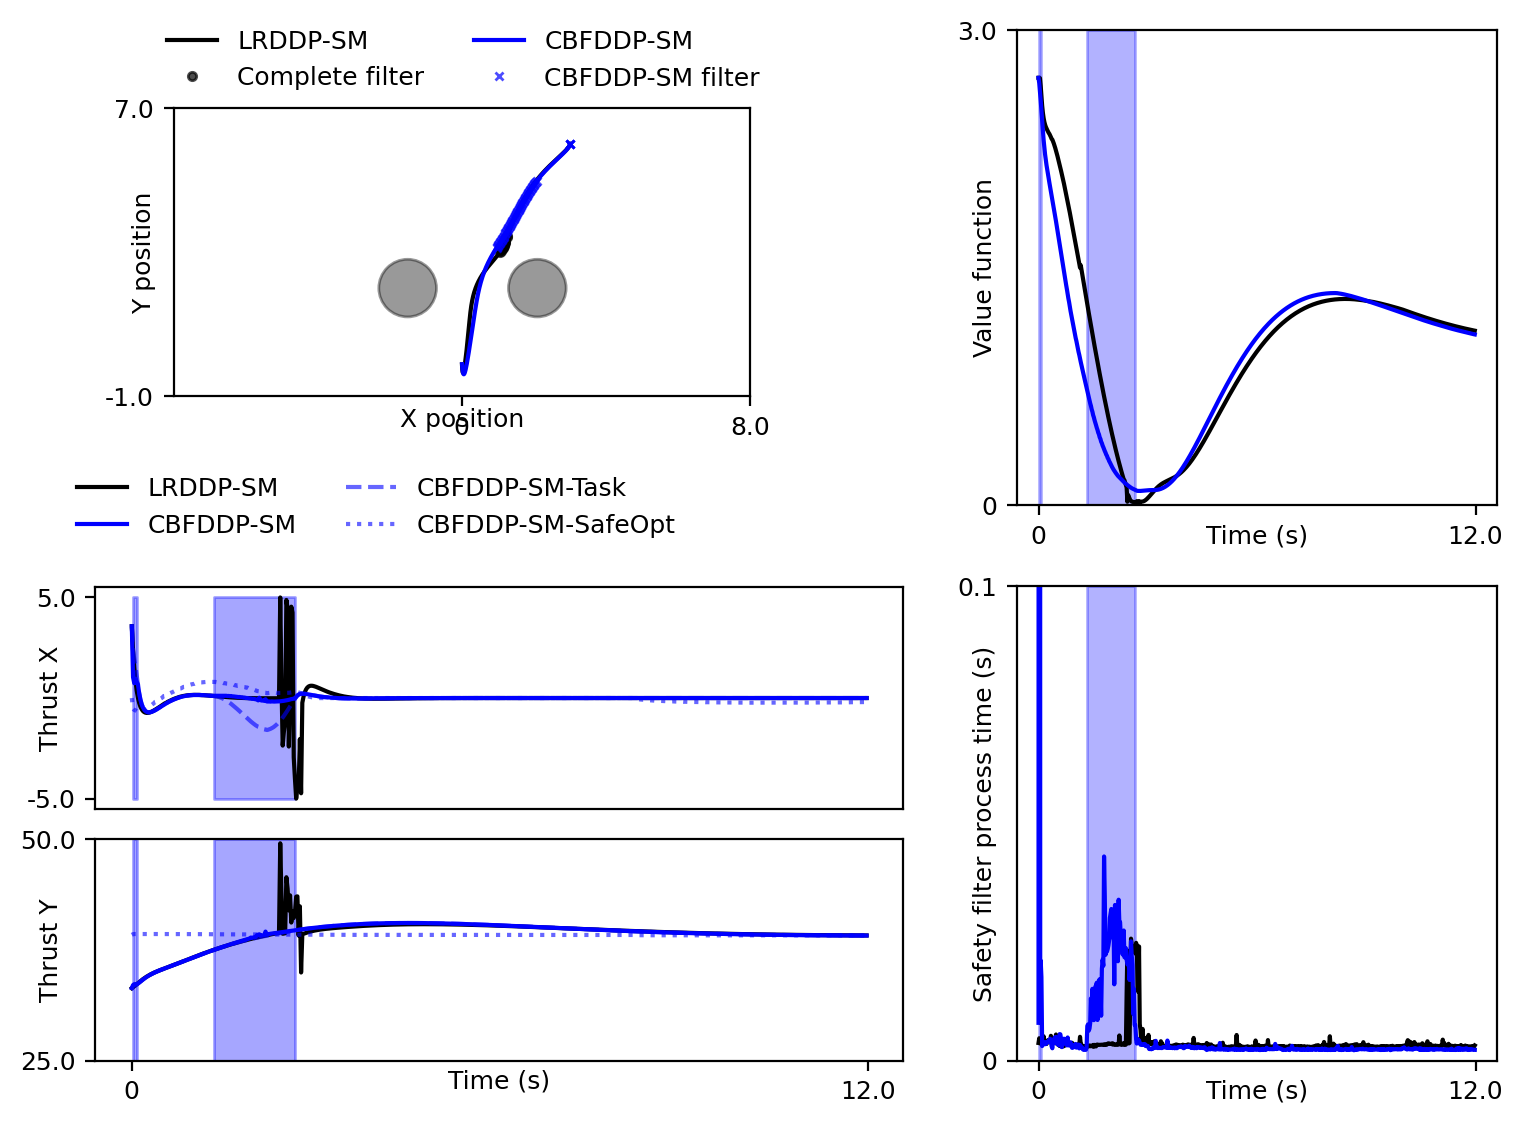 LRDDP-SM
CBFDDP-SM
Complete filter
CBFDDP-SM filter
7.0
Y position
-1.0
X position
0
8.0
3.0
Value function
0
0
Time (s)
12.0
LRDDP-SM
CBFDDP-SM-Task
CBFDDP-SM
CBFDDP-SM-SafeOpt
5.0
Thrust X
-5.0
50.0
Thrust Y
25.0
0
Time (s)
12.0
0.1
Safety filter process time (s)
0
0
Time (s)
12.0